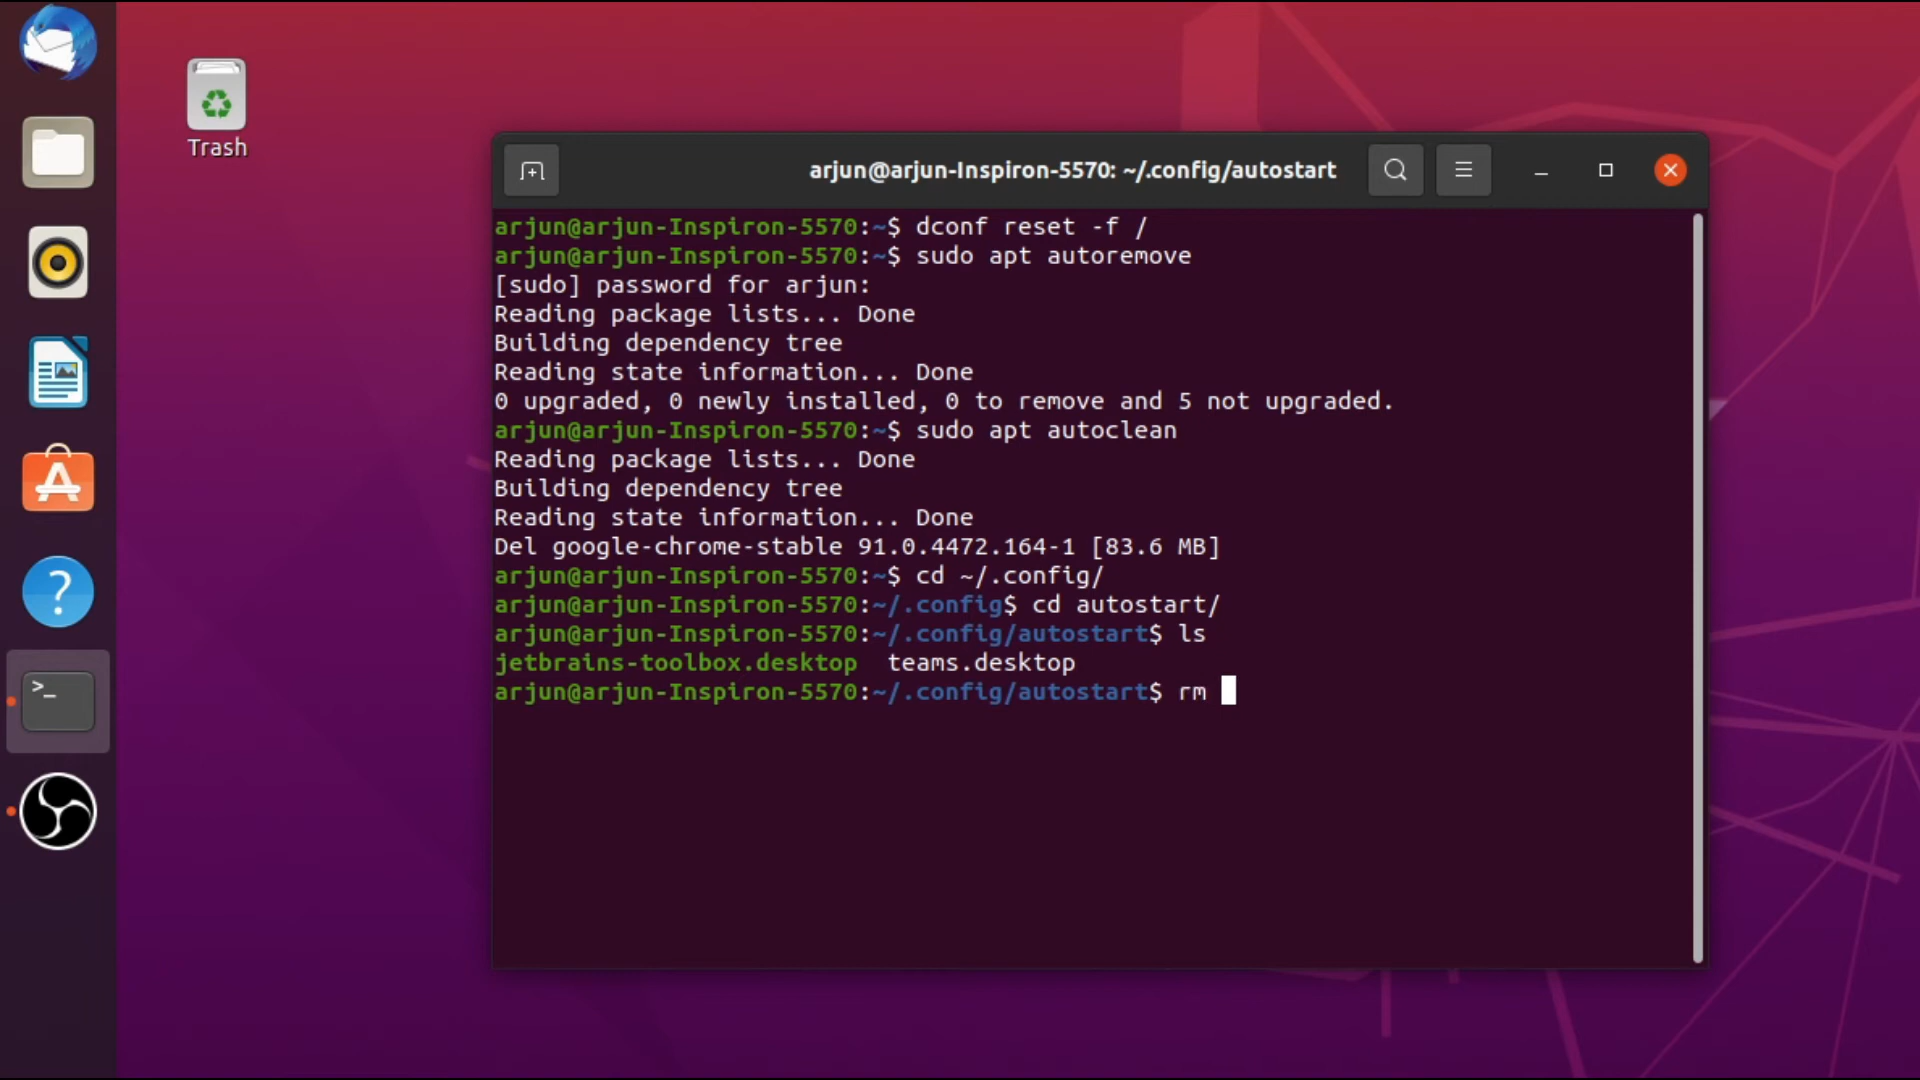 Trash
arjun@arjun-Inspiron-5570: ~/.config/autostart
arjun@arjun-Inspiron-5570:~$ dconf reset -f /
arjun@arjun-Inspiron-5570:~$ sudo apt autoremove
[sudo] password for arjun:
Reading package lists... Done
Building dependency tree
Reading state information... Done
0 upgraded, 0 newly installed, 0 to remove and 5 not upgraded.
arjun@arjun-Inspiron-5570:~$ sudo apt autoclean
Reading package lists... Done
Building dependency tree
Reading state information... Done
Del google-chrome-stable 91.0.4472.164-1 [83.6 MB]
arjun@arjun-Inspiron-5570:~$ cd ~/.config/
arjun@arjun-Inspiron-5570:~/.config$ cd autostart/
arjun@arjun-Inspiron-5570:~/.config/autostart$ ls
jetbrains-toolbox.desktop  teams.desktop
arjun@arjun-Inspiron-5570:~/.config/autostart$ rm